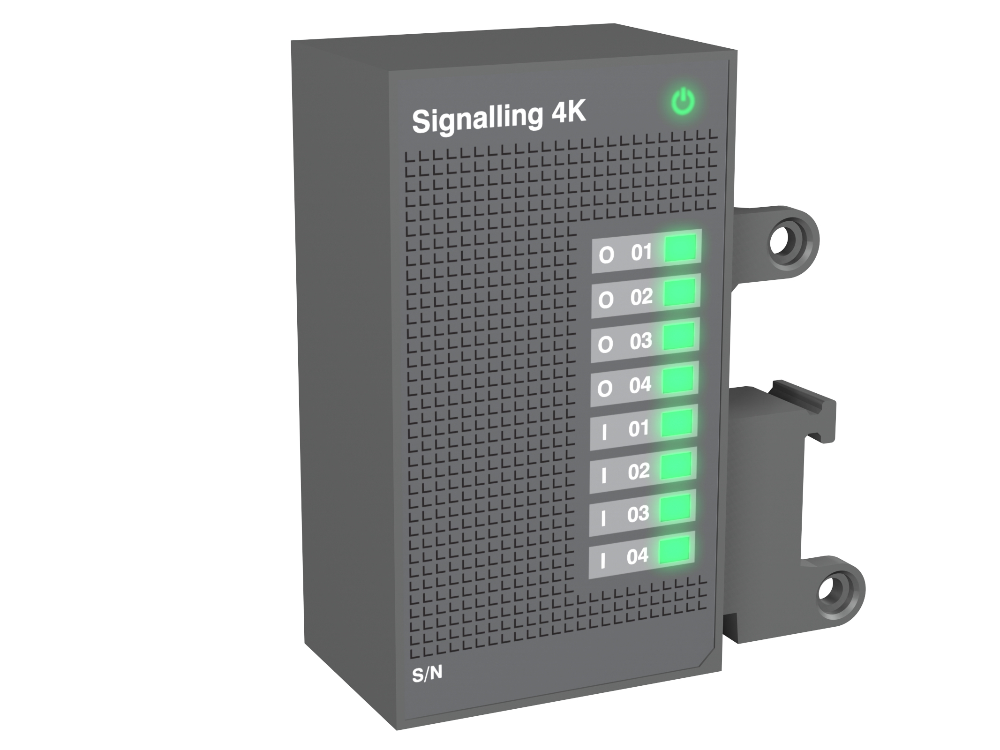 Signalling 4K
O 01
O 02
O 03
O 04
I 01
I 02
I 03
I 04
S/N